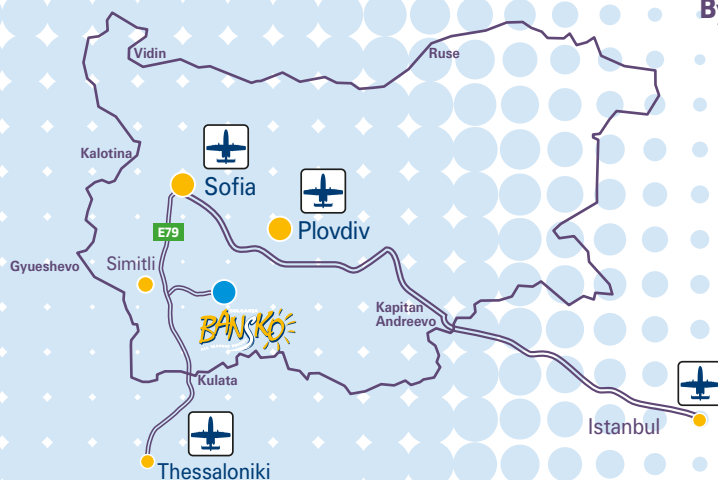 By
Vidin
Ruse
Kalotina
Sofia
Plovdiv
E79
Gyueshevo
Simitli
BANSKO
Kapitan
Andreevo
Kulata
Istanbul
Thessaloniki